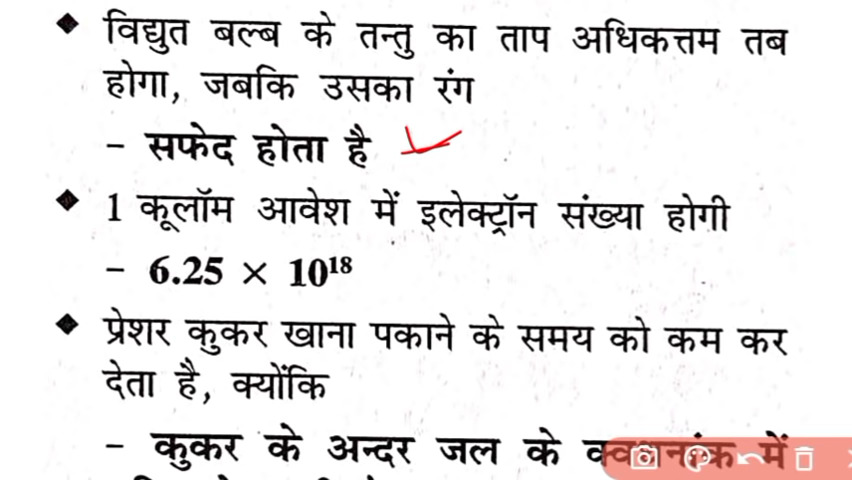 ◆ विद्युत बल्ब के तन्तु का ताप अधिकत्तम तब
होगा, जबकि उसका रंग
– सफेद होता है
◆ 1 कूलॉम आवेश में इलेक्ट्रॉन संख्या होगी
– 6.25 × 10¹⁸
◆ प्रेशर कुकर खाना पकाने के समय को कम कर
देता है, क्योंकि
– कुकर के अन्दर जल के क्वथनांक में